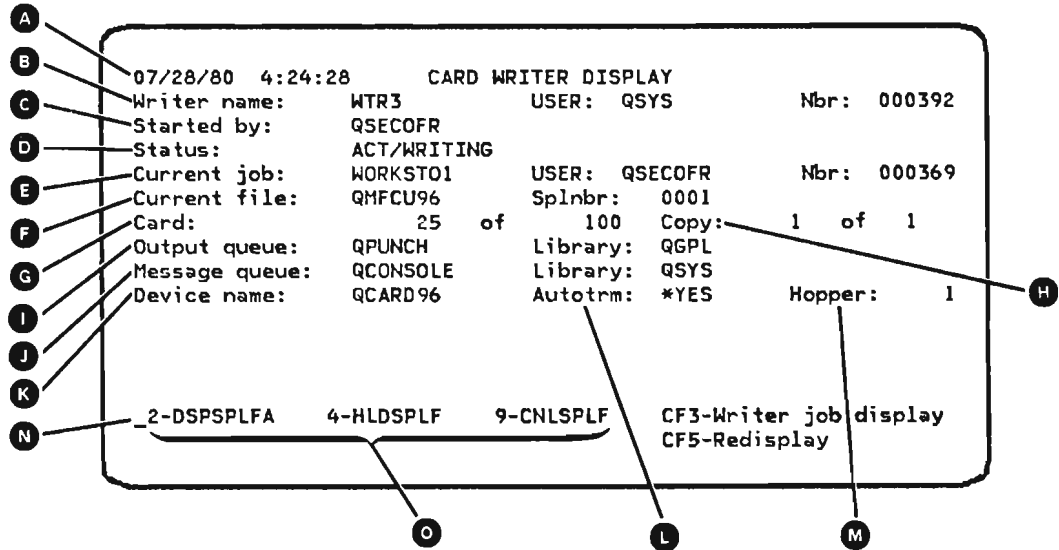 A
B
C
D
E
F
G
I
J
K
N
07/28/80 4:24:28 CARD WRITER DISPLAY
Writer name: WTR3 USER: QSYS Nbr: 000392
Started by: QSECOFR
Status: ACT/WRITING
Current job: WORKSTO1 USER: QSECOFR Nbr: 000369
Current file: QMFCU96 Splnbr: 0001
Card: 25 of 100 Copy: 1 of 1
Output queue: QPUNCH Library: QGPL
Message queue: QCONSOLE Library: QSYS
Device name: QCARD96 Autotrm: *YES Hopper: 1
_2-DSPSPLFA 4-HLDSPLF 9-CNLSPLF CF3-Writer job display
CF5-Redisplay
H
O
L
M